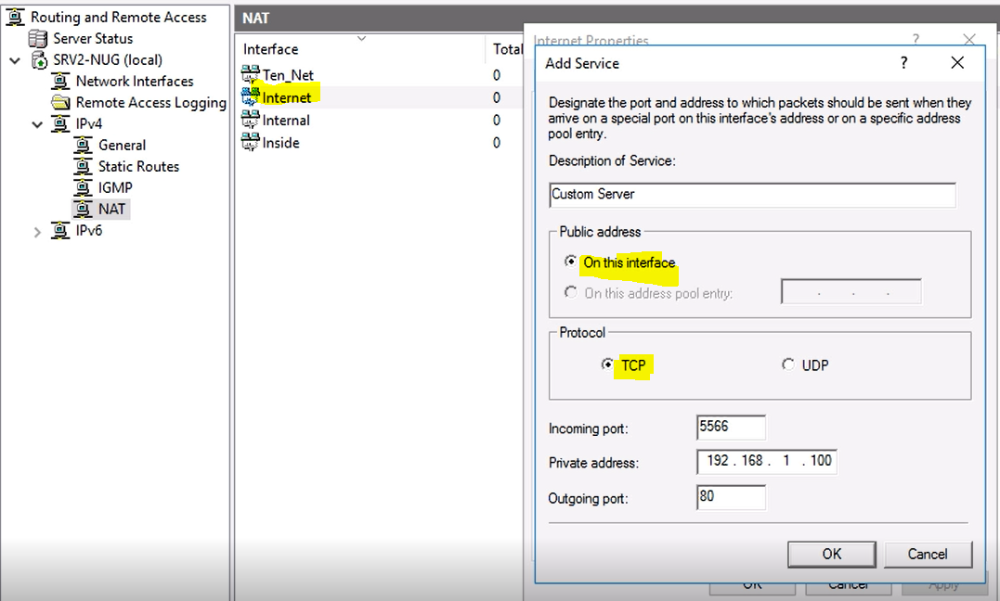 Routing and Remote Access
Server Status
SRV2-NUG (local)
Network Interfaces
Remote Access Logging
IPv4
General
Static Routes
IGMP
NAT
IPv6
NAT
Interface Total
Ten_Net 0
Internet 0
Internal 0
Inside 0
Internet Properties ?
Add Service ?
Designate the port and address to which packets should be sent when they
arrive on a special port on this interface's address or on a specific address
pool entry.
Description of Service:
Custom Server
Public address
On this interface
On this address pool entry: . . .
Protocol
TCP UDP
Incoming port: 5566
Private address: 192 . 168 . 1 . 100
Outgoing port: 80
OK Cancel
OK Cancel Apply